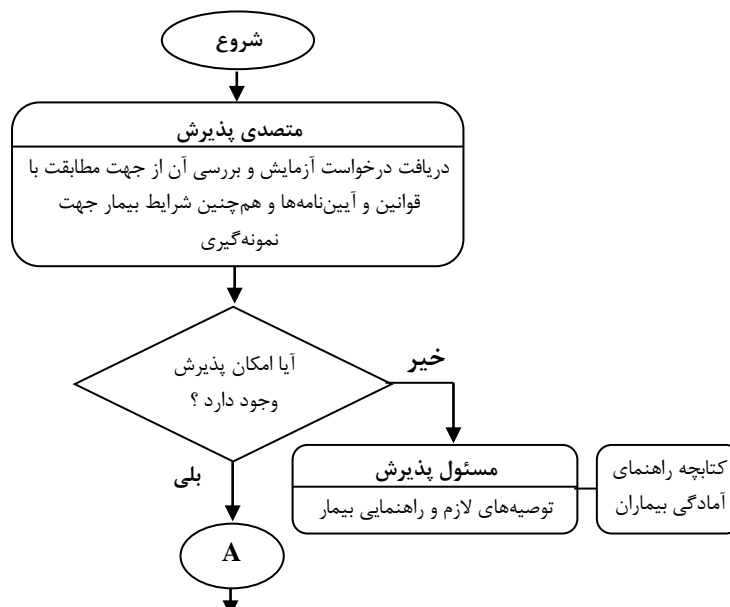 شروع
متصدی پذیرش
دریافت درخواست آزمایش و بررسی آن از جهت مطابقت با
قوانین و آیین‌نامه‌ها و هم‌چنین شرایط بیمار جهت
نمونه‌گیری
آیا امکان پذیرش
وجود دارد ؟
خیر
بلی
مسئول پذیرش
توصیه‌های لازم و راهنمایی بیمار
کتابچه راهنمای
آمادگی بیماران
A